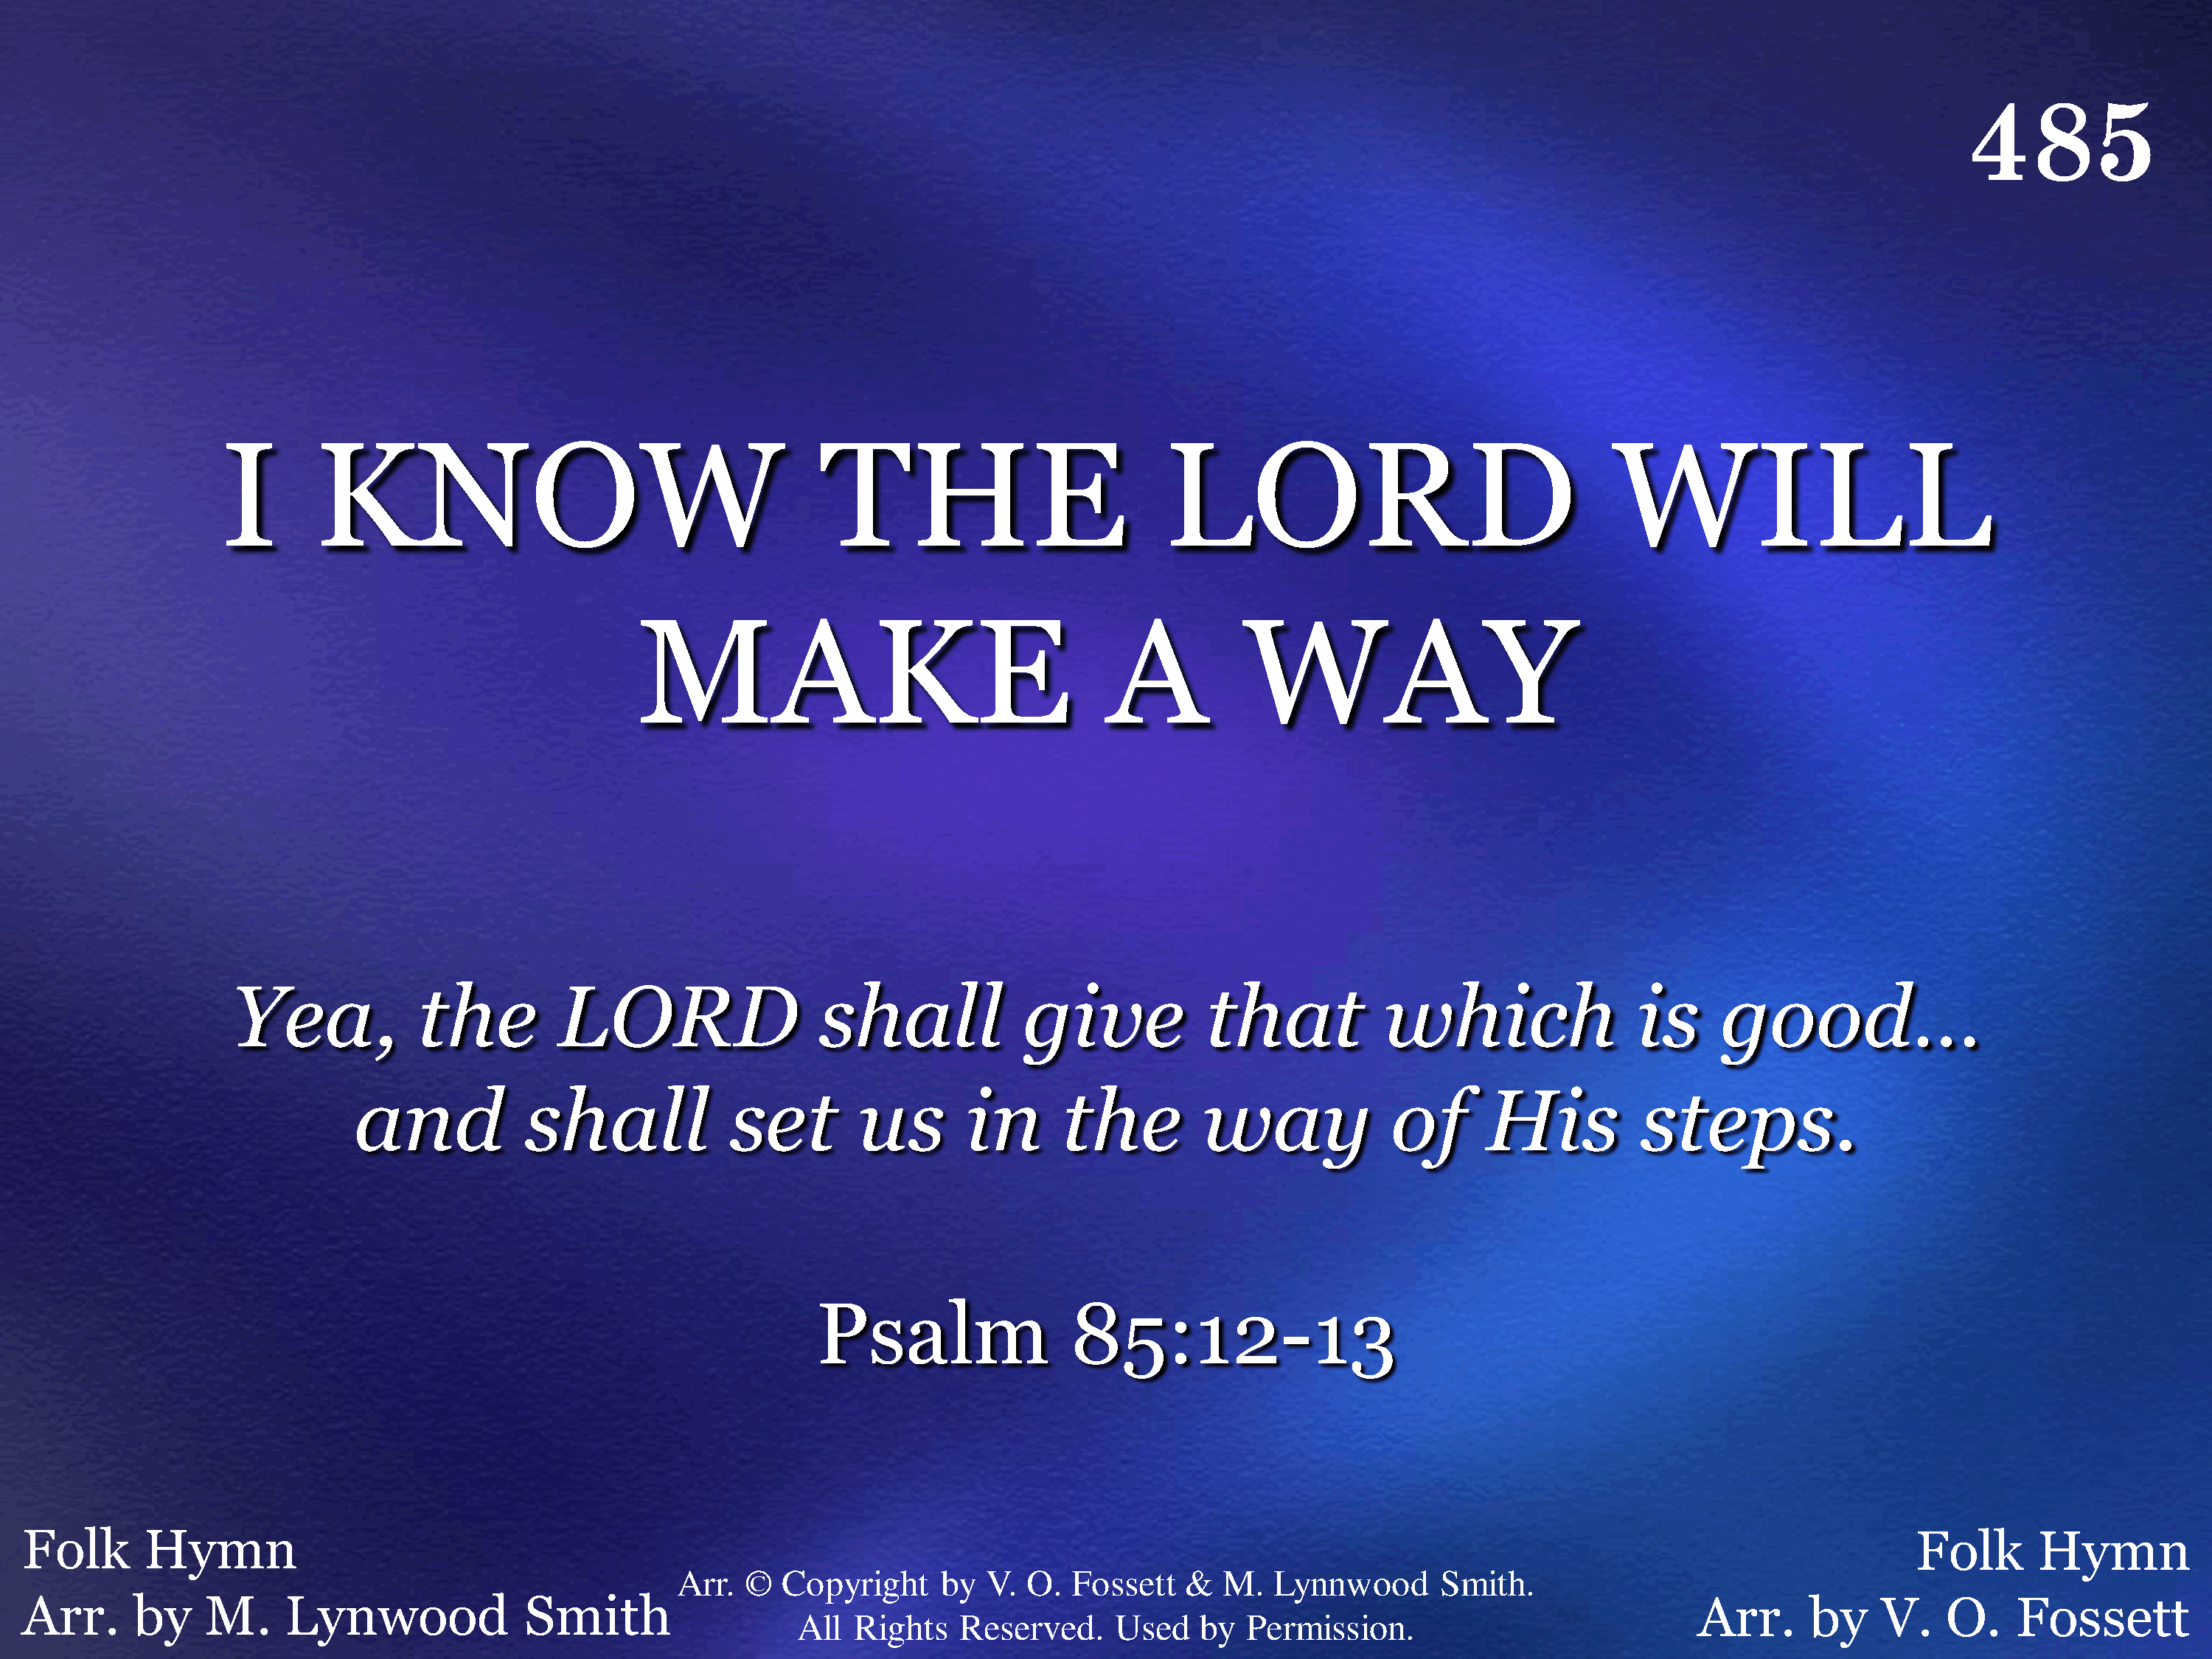 485
I KNOW THE LORD WILL
MAKE A WAY
Yea, the LORD shall give that which is good...
and shall set us in the way of His steps.
Psalm 85:12-13
Folk Hymn
Arr. by M. Lynwood Smith
Arr. © Copyright by V. O. Fossett & M. Lynnwood Smith.
All Rights Reserved. Used by Permission.
Folk Hymn
Arr. by V. O. Fossett